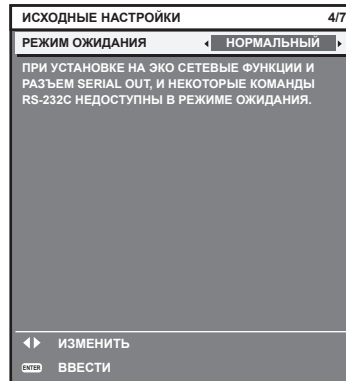 ИСХОДНЫЕ НАСТРОЙКИ 4/7
РЕЖИМ ОЖИДАНИЯ НОРМАЛЬНЫЙ
ПРИ УСТАНОВКЕ НА ЭКО СЕТЕВЫЕ ФУНКЦИИ И
РАЗЪЕМ SERIAL OUT, И НЕКОТОРЫЕ КОМАНДЫ
RS-232C НЕДОСТУПНЫ В РЕЖИМЕ ОЖИДАНИЯ.
ИЗМЕНИТЬ
ENTER ВВЕСТИ